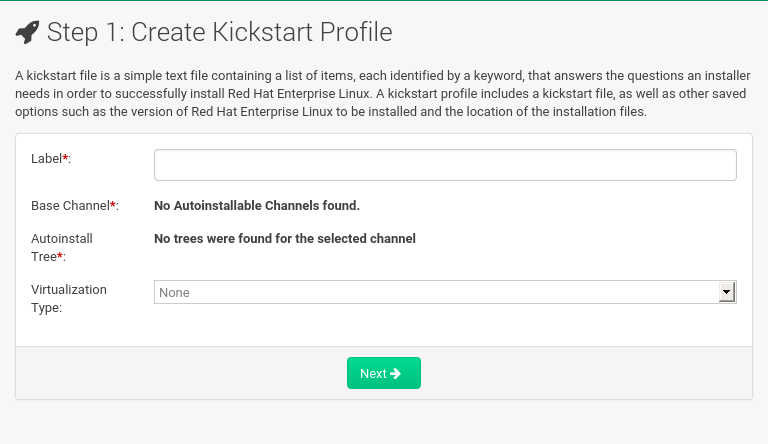 Step 1: Create Kickstart Profile
A kickstart file is a simple text file containing a list of items, each identified by a keyword, that answers the questions an installer
needs in order to successfully install Red Hat Enterprise Linux. A kickstart profile includes a kickstart file, as well as other saved
options such as the version of Red Hat Enterprise Linux to be installed and the location of the installation files.
Label*:
Base Channel*: No Autoinstallable Channels found.
Autoinstall No trees were found for the selected channel
Tree*:
Virtualization None
Type:
Next